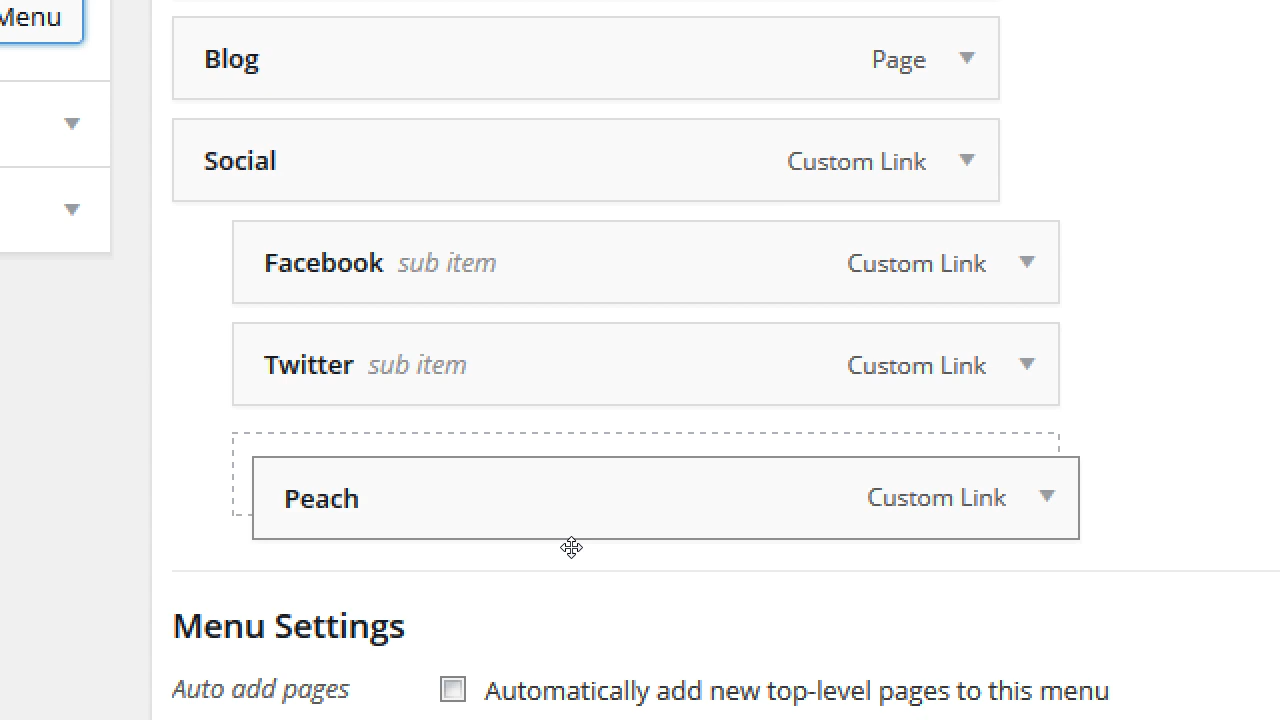 Menu
Blog Page
Social Custom Link
Facebook sub item Custom Link
Twitter sub item Custom Link
Peach Custom Link
Menu Settings
Auto add pages Automatically add new top-level pages to this menu